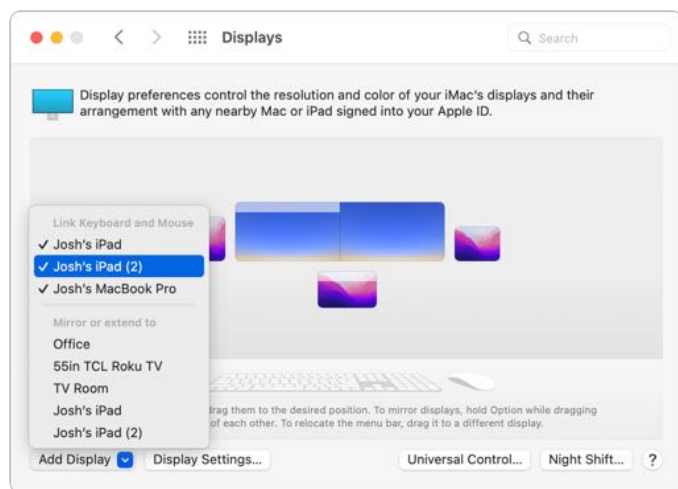 Displays
Search
Display preferences control the resolution and color of your iMac's displays and their
arrangement with any nearby Mac or iPad signed into your Apple ID.
Link Keyboard and Mouse
✓ Josh's iPad
✓ Josh's iPad (2)
✓ Josh's MacBook Pro
Mirror or extend to
Office
55in TCL Roku TV
TV Room
Josh's iPad
Josh's iPad (2)
drag them to the desired position. To mirror displays, hold Option while dragging
of each other. To relocate the menu bar, drag it to a different display.
Add Display
Display Settings...
Universal Control...
Night Shift...
?